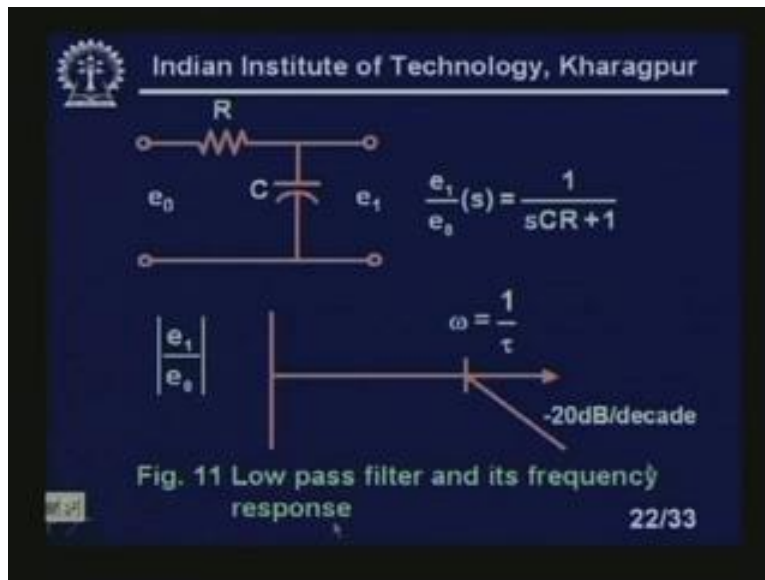 Indian Institute of Technology, Kharagpur
R
e₀
C
e₁
e₁/e₀(s) = 1/(sCR+1)
|e₁/e₀|
ω = 1/τ
-20dB/decade
Fig. 11 Low pass filter and its frequency
response
22/33